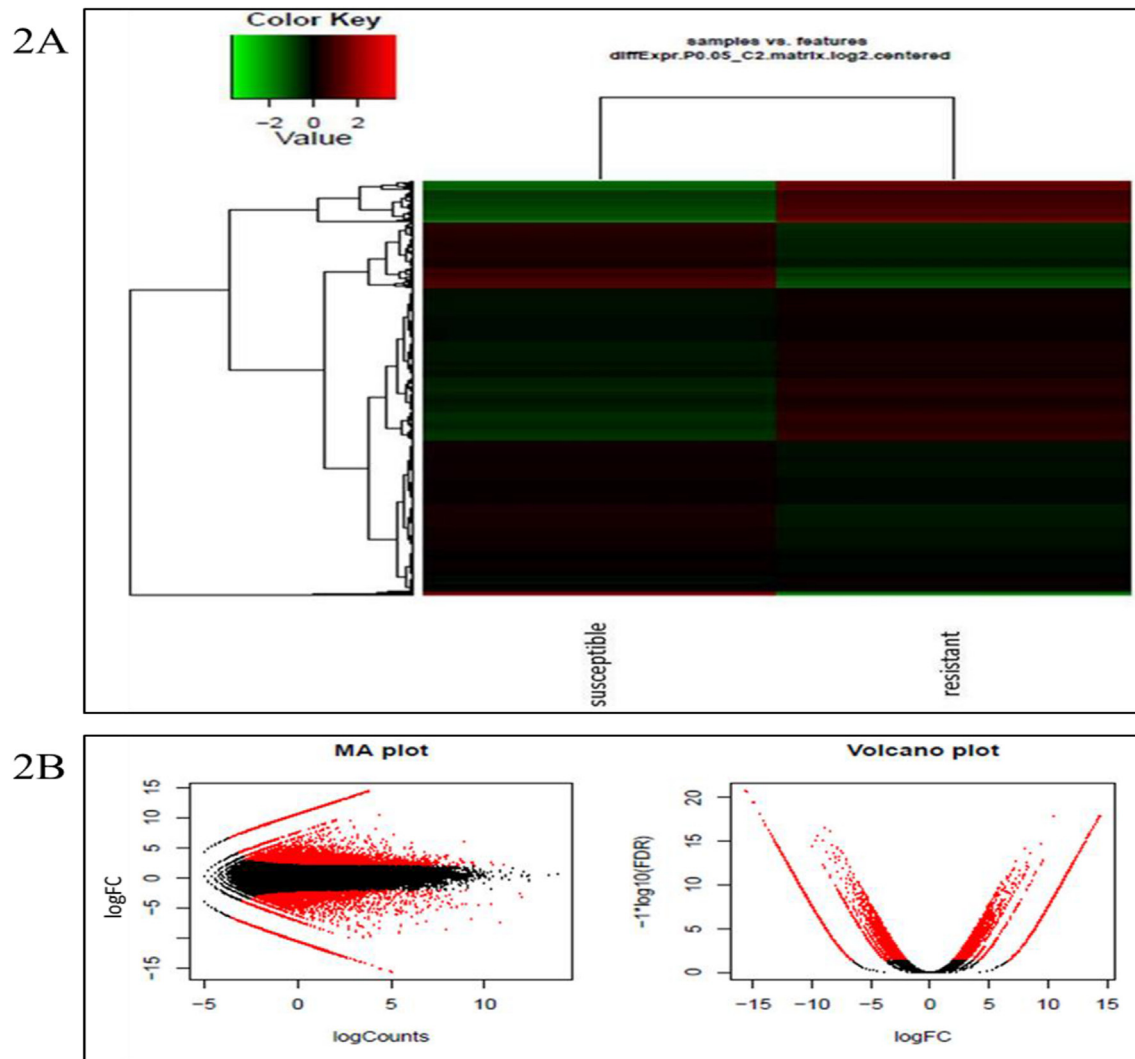 2A
Color Key
−2 0 2
Value
samples vs. features
diffExpr.P0.05_C2.matrix.log2.centered
susceptible
resistant
2B
MA plot
logFC
15
10
5
0
−5
−15
−5 0 5 10
logCounts
Volcano plot
−1*log10(FDR)
20
15
10
5
0
−15 −10 −5 0 5 10 15
logFC